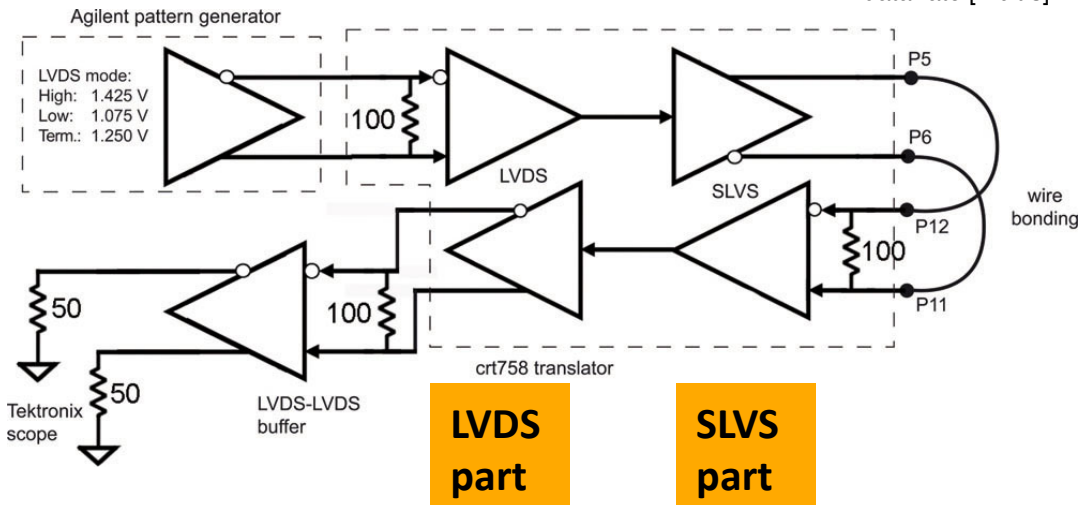 Agilent pattern generator
LVDS mode:
High: 1.425 V
Low: 1.075 V
Term.: 1.250 V
100
LVDS
SLVS
P5
P6
P12
P11
wire
bonding
100
100
50
50
Tektronix
scope
LVDS-LVDS
buffer
crt758 translator
LVDS
part
SLVS
part